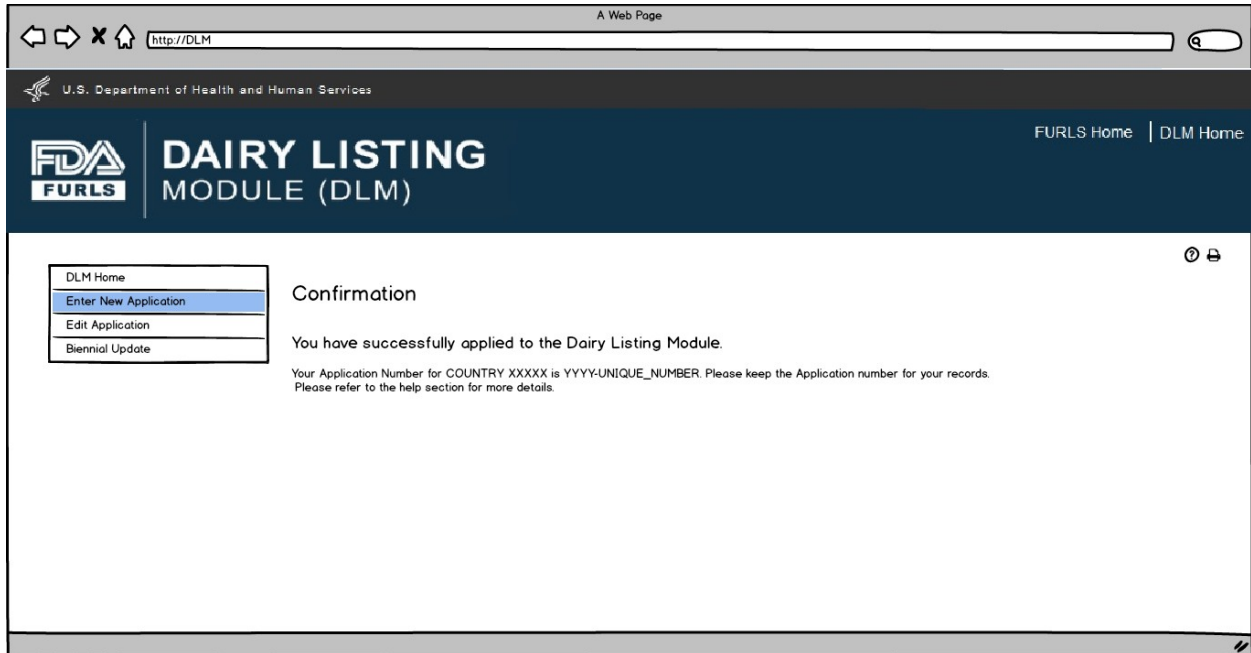 A Web Page
http://DLM
U.S. Department of Health and Human Services
FDA
FURLS
DAIRY LISTING
MODULE (DLM)
FURLS Home
DLM Home
DLM Home
Enter New Application
Edit Application
Biennial Update
Confirmation
You have successfully applied to the Dairy Listing Module.
Your Application Number for COUNTRY XXXXX is YYYY-UNIQUE_NUMBER. Please keep the Application number for your records.
Please refer to the help section for more details.